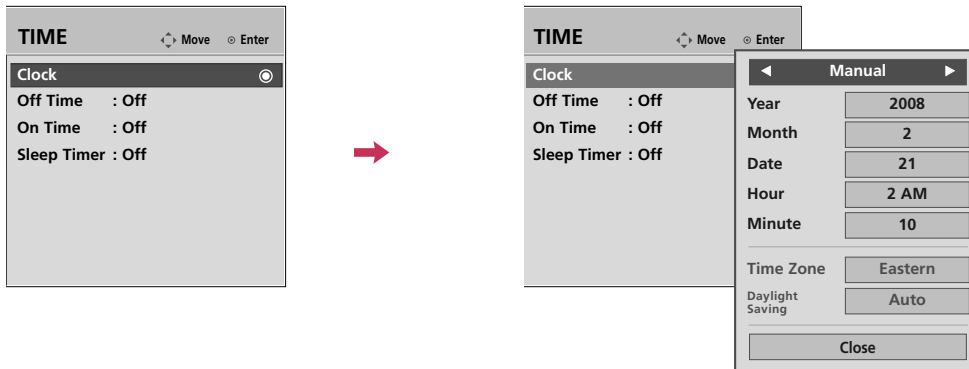 TIME Move Enter
Clock
Off Time : Off
On Time : Off
Sleep Timer : Off
TIME Move Enter
Clock
Off Time : Off
On Time : Off
Sleep Timer : Off
◀ Manual ▶
Year 2008
Month 2
Date 21
Hour 2 AM
Minute 10
Time Zone Eastern
Daylight
Saving Auto
Close